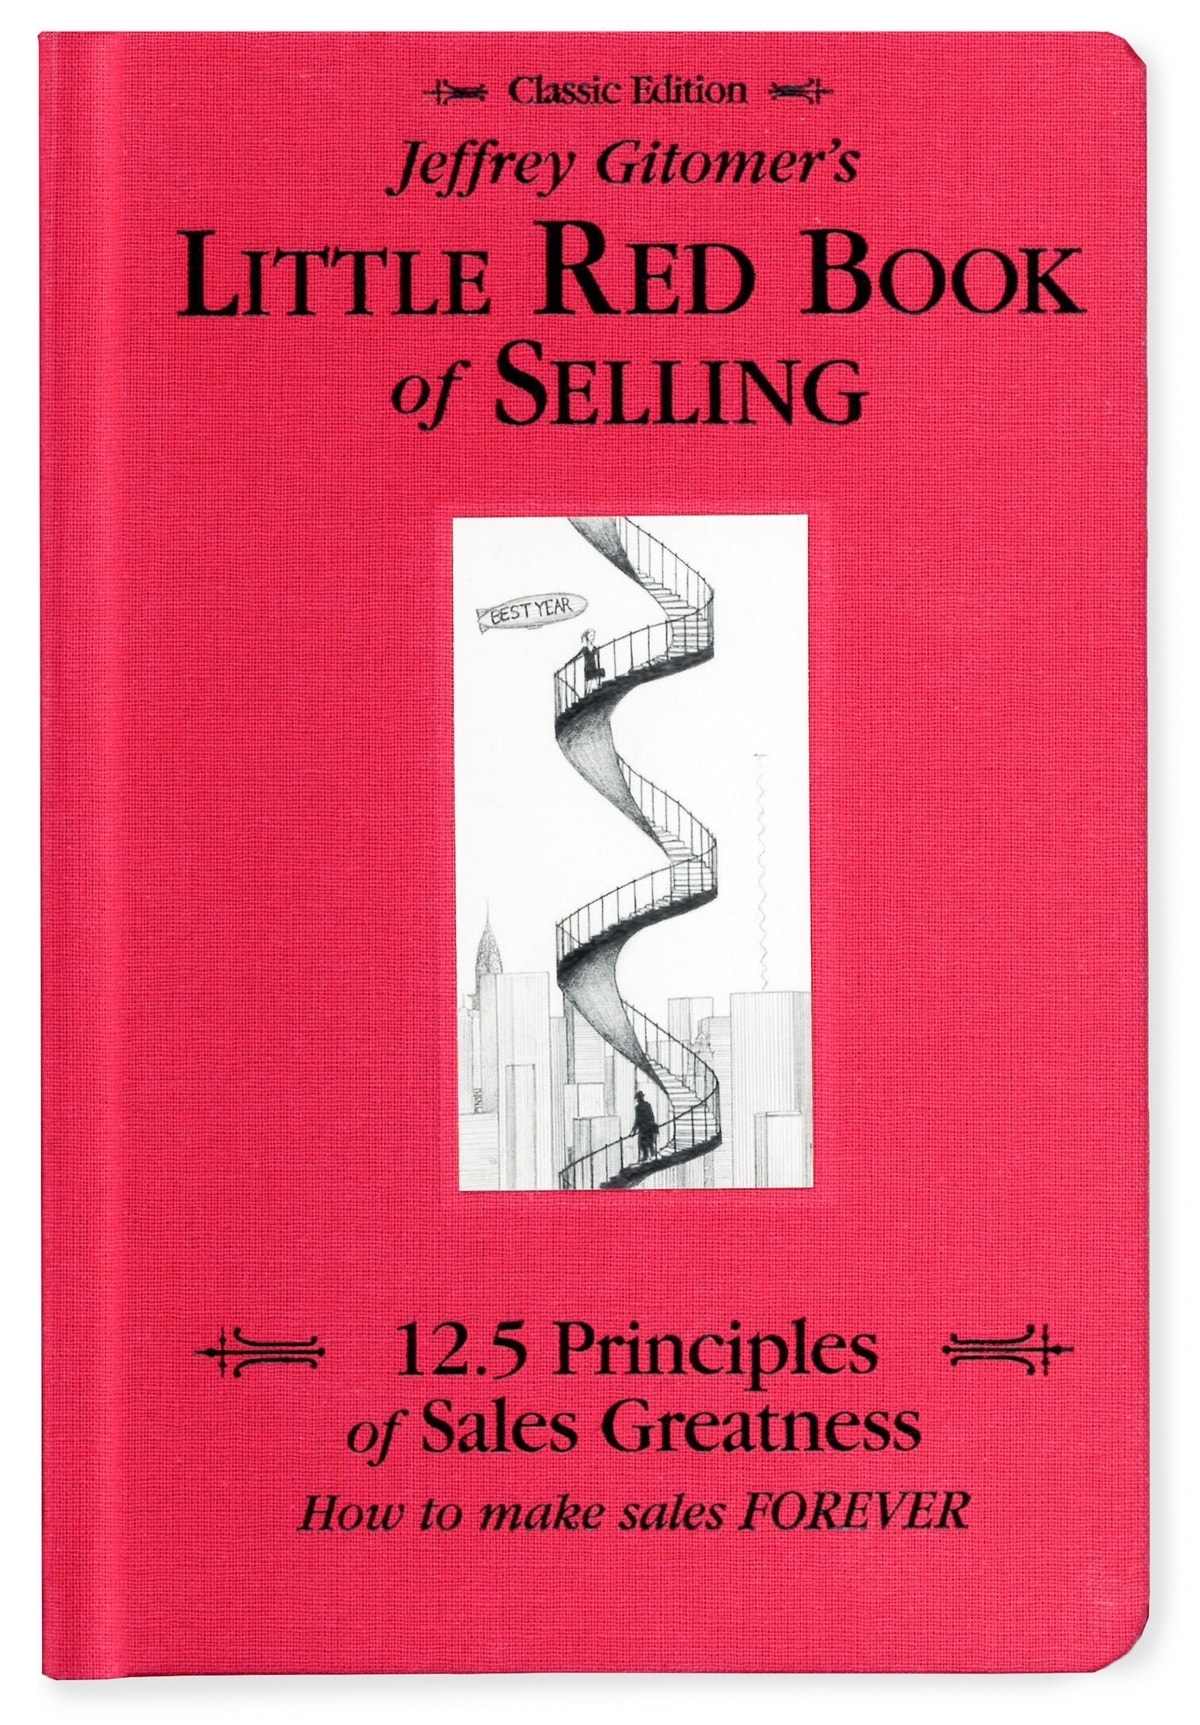 Classic Edition
Jeffrey Gitomer's
LITTLE RED BOOK
of SELLING
BEST YEAR
12.5 Principles
of Sales Greatness
How to make sales FOREVER